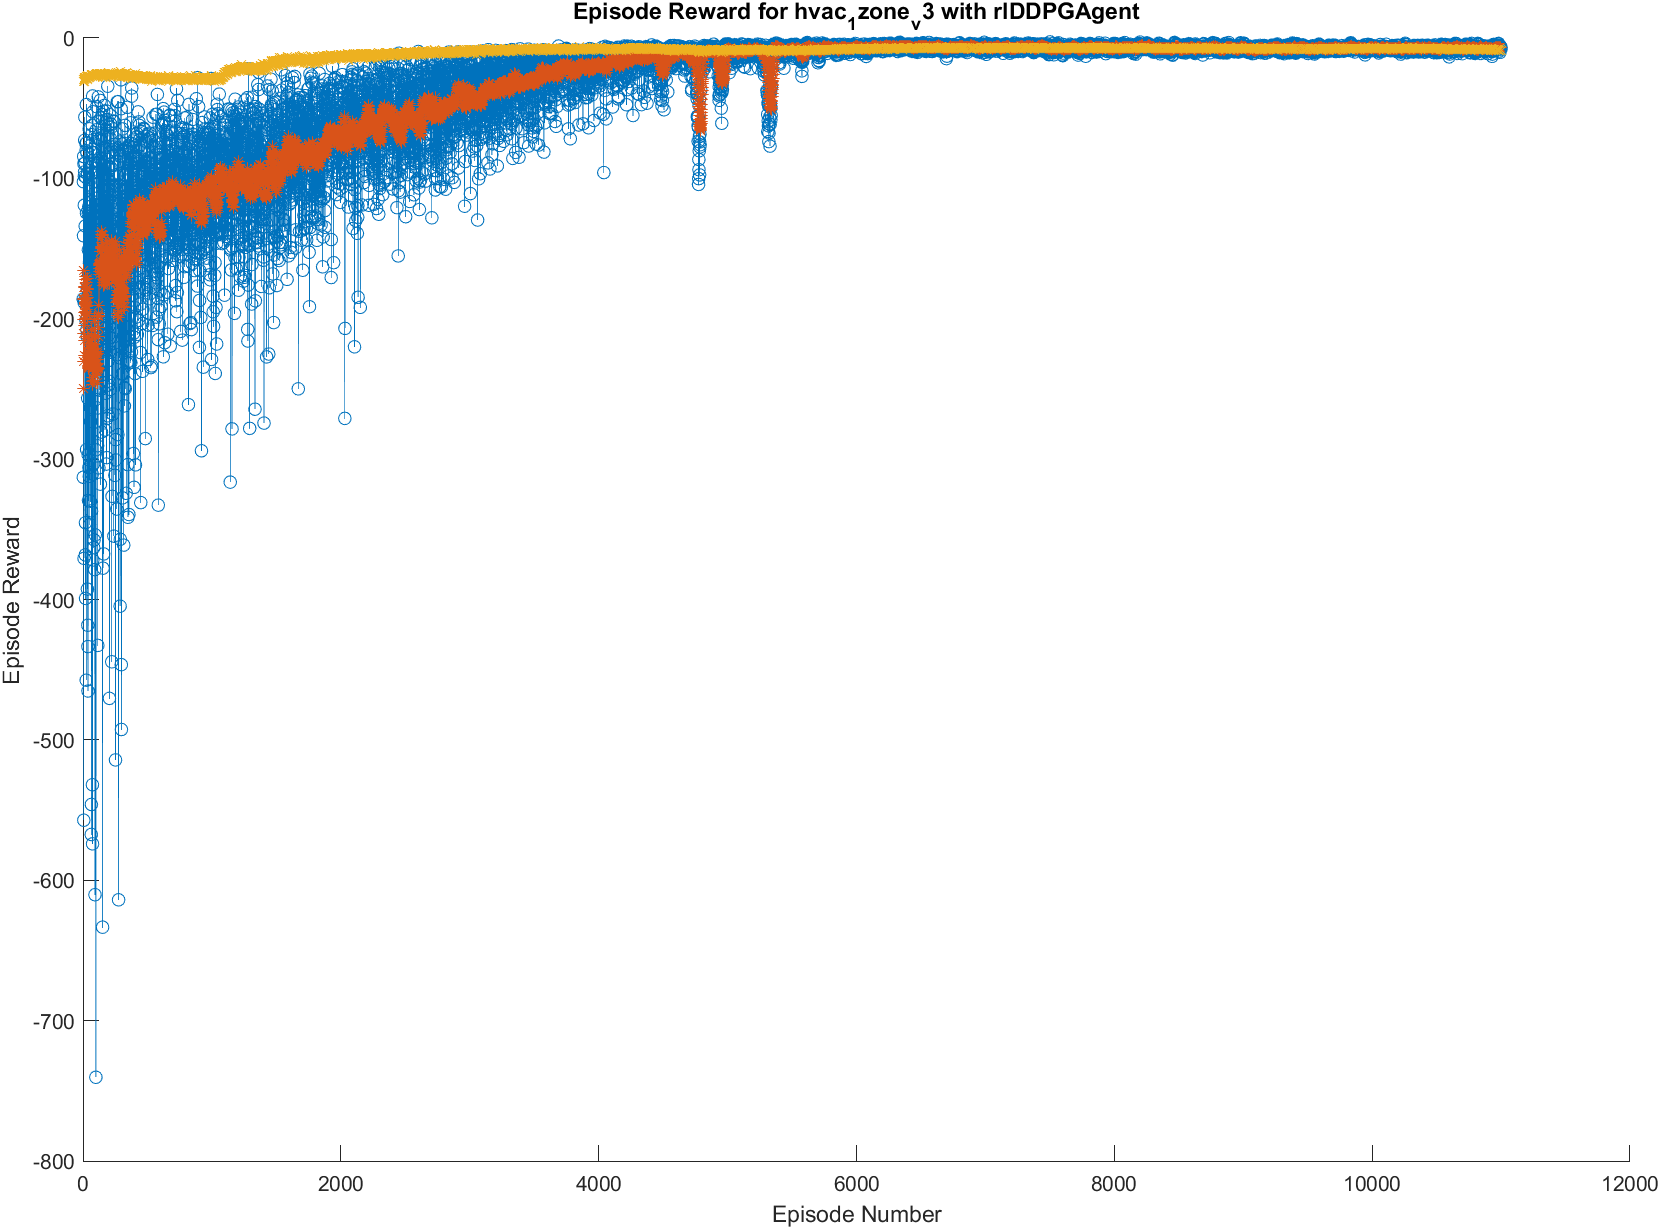 Episode Reward for hvac₁zoneᵥ3 with rlDDPGAgent
0
-100
-200
-300
-400
-500
-600
-700
-800
Episode Reward
0 2000 4000 6000 8000 10000 12000
Episode Number